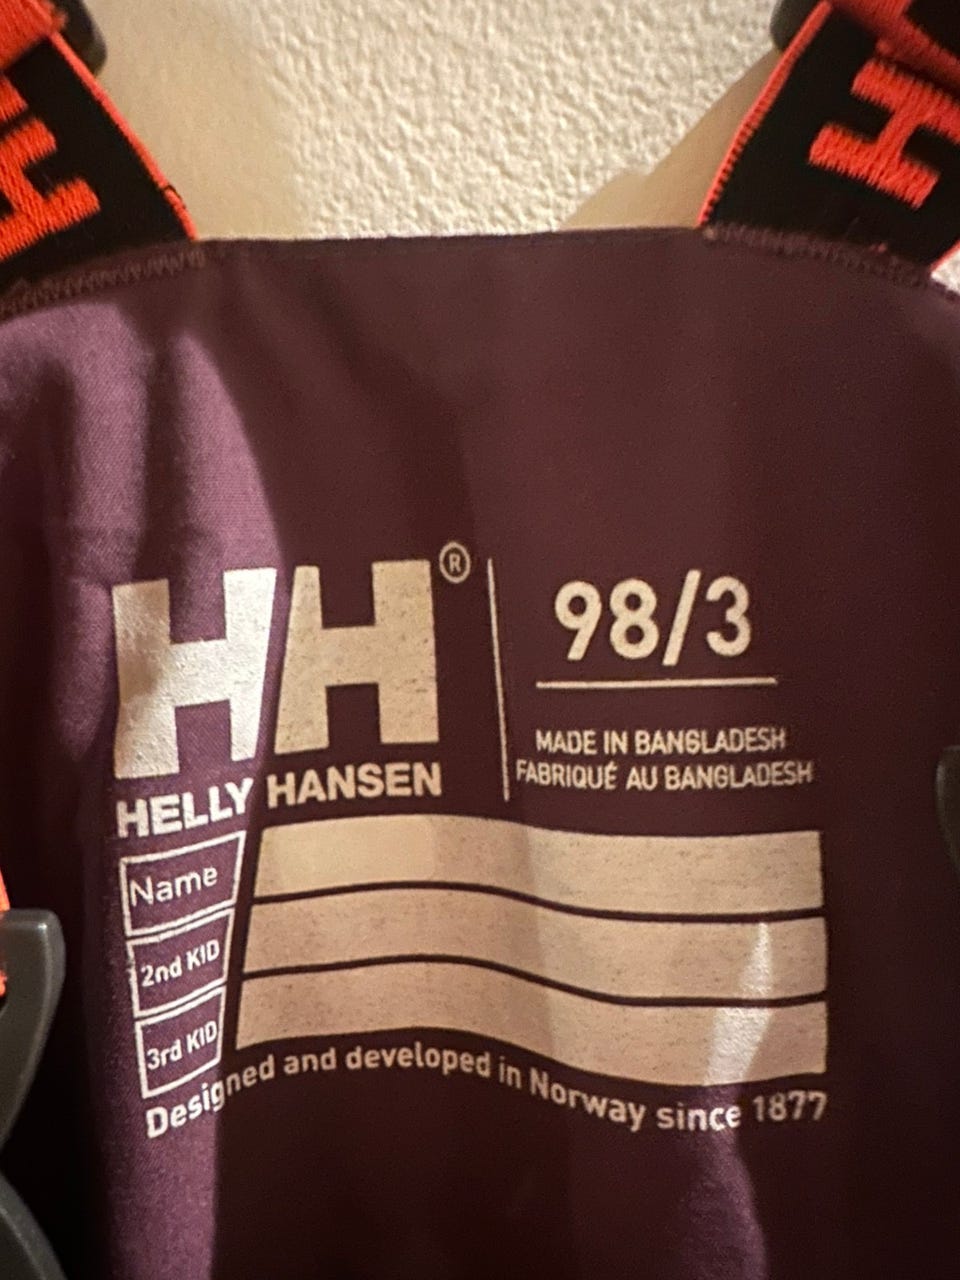 HH®
HELLY HANSEN
98/3
MADE IN BANGLADESH
FABRIQUÉ AU BANGLADESH
Name
2nd KID
3rd KID
Designed and developed in Norway since 1877
H
H